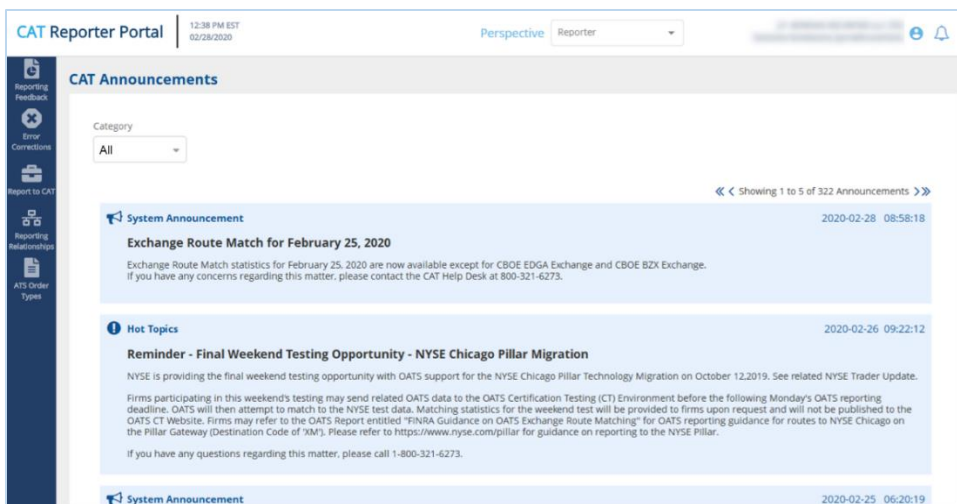 CAT Reporter Portal
12:38 PM EST
02/28/2020
Perspective
Reporter
Reporting
Feedback
Error
Corrections
Report to CAT
Reporting
Relationships
ATS Order
Types
CAT Announcements
Category
All
Showing 1 to 5 of 322 Announcements
System Announcement
2020-02-28 08:58:18
Exchange Route Match for February 25, 2020
Exchange Route Match statistics for February 25, 2020 are now available except for CBOE EDGA Exchange and CBOE BZX Exchange.
If you have any concerns regarding this matter, please contact the CAT Help Desk at 800-321-6273.
Hot Topics
2020-02-26 09:22:12
Reminder - Final Weekend Testing Opportunity - NYSE Chicago Pillar Migration
NYSE is providing the final weekend testing opportunity with OATS support for the NYSE Chicago Pillar Technology Migration on October 12,2019. See related NYSE Trader Update.
Firms participating in this weekend's testing may send related OATS data to the OATS Certification Testing (CT) Environment before the following Monday's OATS reporting
deadline. OATS will then attempt to match to the NYSE test data. Matching statistics for the weekend test will be provided to firms upon request and will not be published to the
OATS CT Website. Firms may refer to the OATS Report entitled "FINRA Guidance on OATS Exchange Route Matching" for OATS reporting guidance for routes to NYSE Chicago on
the Pillar Gateway (Destination Code of 'XM'). Please refer to https://www.nyse.com/pillar for guidance on reporting to the NYSE Pillar.
If you have any questions regarding this matter, please call 1-800-321-6273.
System Announcement
2020-02-25 06:20:19